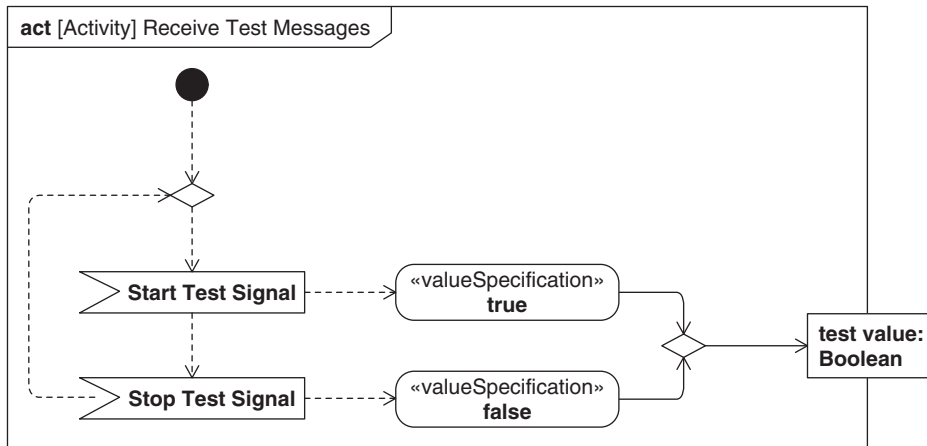 act [Activity] Receive Test Messages
Start Test Signal
«valueSpecification»
true
test value:
Boolean
Stop Test Signal
«valueSpecification»
false